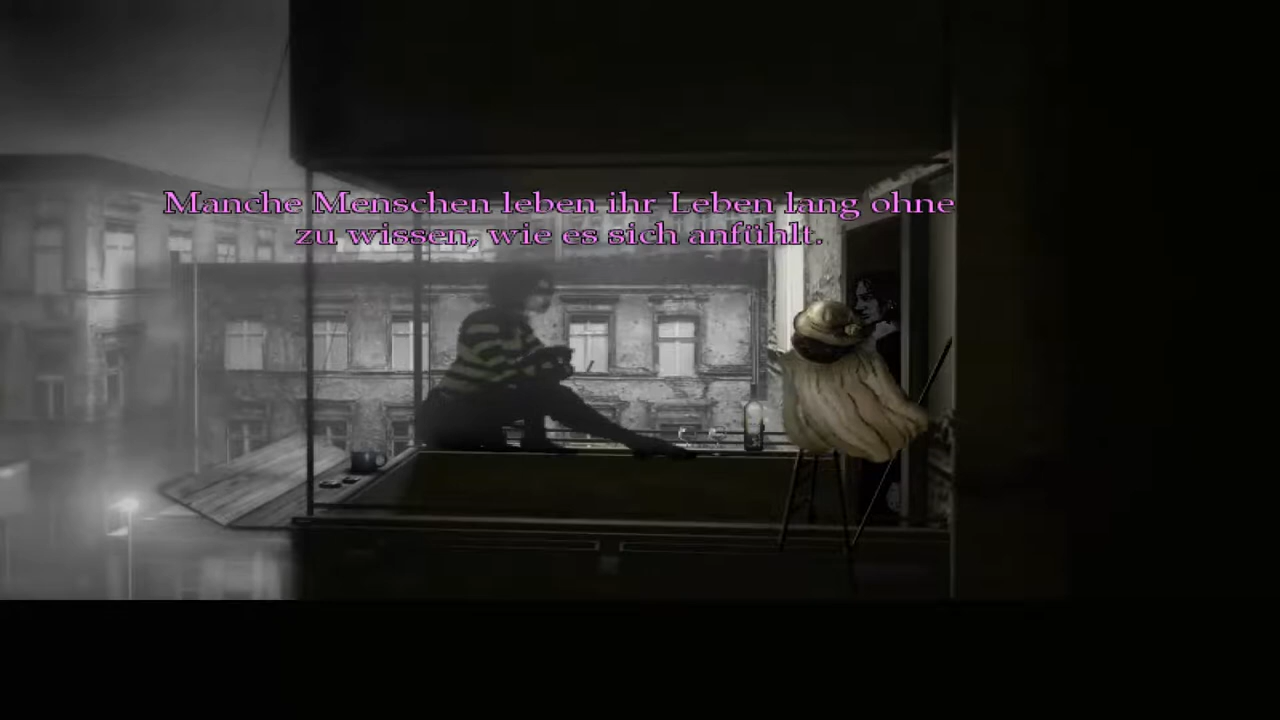 Manche Menschen leben ihr Leben lang ohne
zu wissen, wie es sich anfühlt.